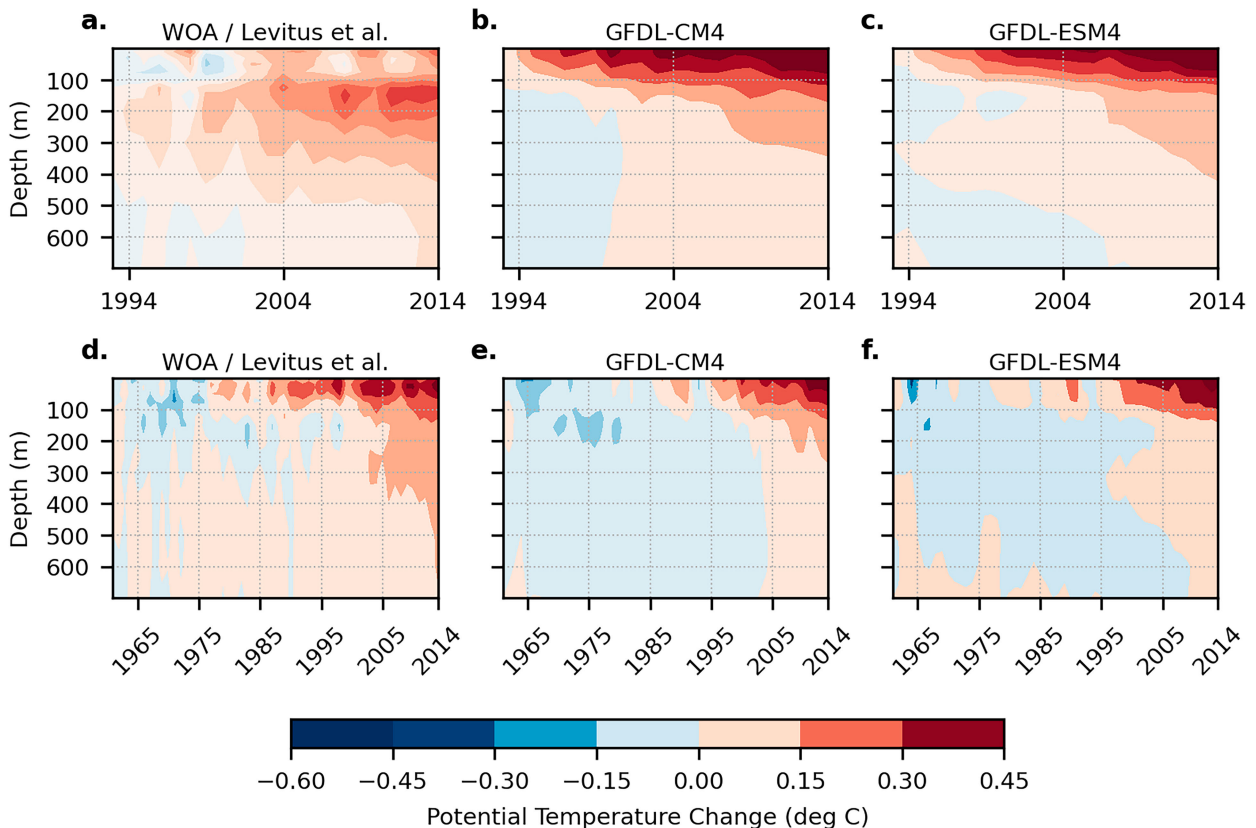 a. WOA / Levitus et al. b. GFDL-CM4 c. GFDL-ESM4
Depth (m)
100
200
300
400
500
600
1994 2004 2014 1994 2004 2014 1994 2004 2014
d. WOA / Levitus et al. e. GFDL-CM4 f. GFDL-ESM4
Depth (m)
100
200
300
400
500
600
1965 1975 1985 1995 2005 2014 1965 1975 1985 1995 2005 2014 1965 1975 1985 1995 2005 2014
−0.60 −0.45 −0.30 −0.15 0.00 0.15 0.30 0.45
Potential Temperature Change (deg C)